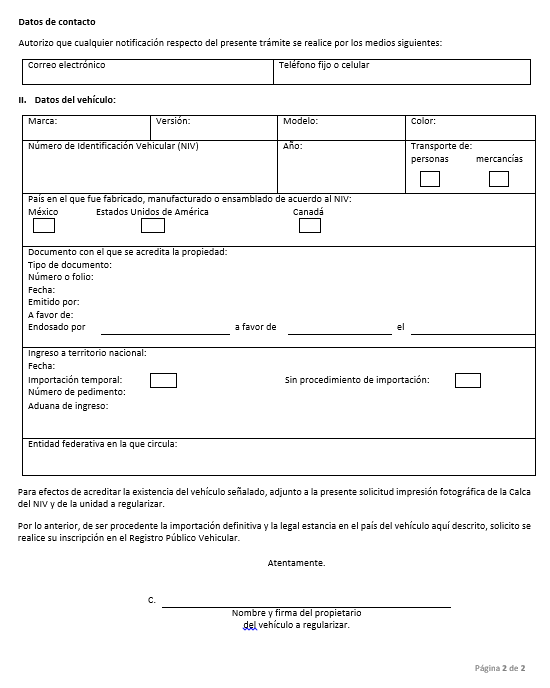 Datos de contacto
Autorizo que cualquier notificación respecto del presente trámite se realice por los medios siguientes:
Correo electrónico Teléfono fijo o celular
II. Datos del vehículo:
Marca: Versión: Modelo: Color:
Número de Identificación Vehicular (NIV) Año: Transporte de:
personas mercancías
País en el que fue fabricado, manufacturado o ensamblado de acuerdo al NIV:
México Estados Unidos de América Canadá
Documento con el que se acredita la propiedad:
Tipo de documento:
Número o folio:
Fecha:
Emitido por:
A favor de:
Endosado por a favor de el
Ingreso a territorio nacional:
Fecha:
Importación temporal: Sin procedimiento de importación:
Número de pedimento:
Aduana de ingreso:
Entidad federativa en la que circula:
Para efectos de acreditar la existencia del vehículo señalado, adjunto a la presente solicitud impresión fotográfica de la Calca
del NIV y de la unidad a regularizar.
Por lo anterior, de ser procedente la importación definitiva y la legal estancia en el país del vehículo aquí descrito, solicito se
realice su inscripción en el Registro Público Vehicular.
Atentamente.
C.
Nombre y firma del propietario
del vehículo a regularizar.
Página 2 de 2